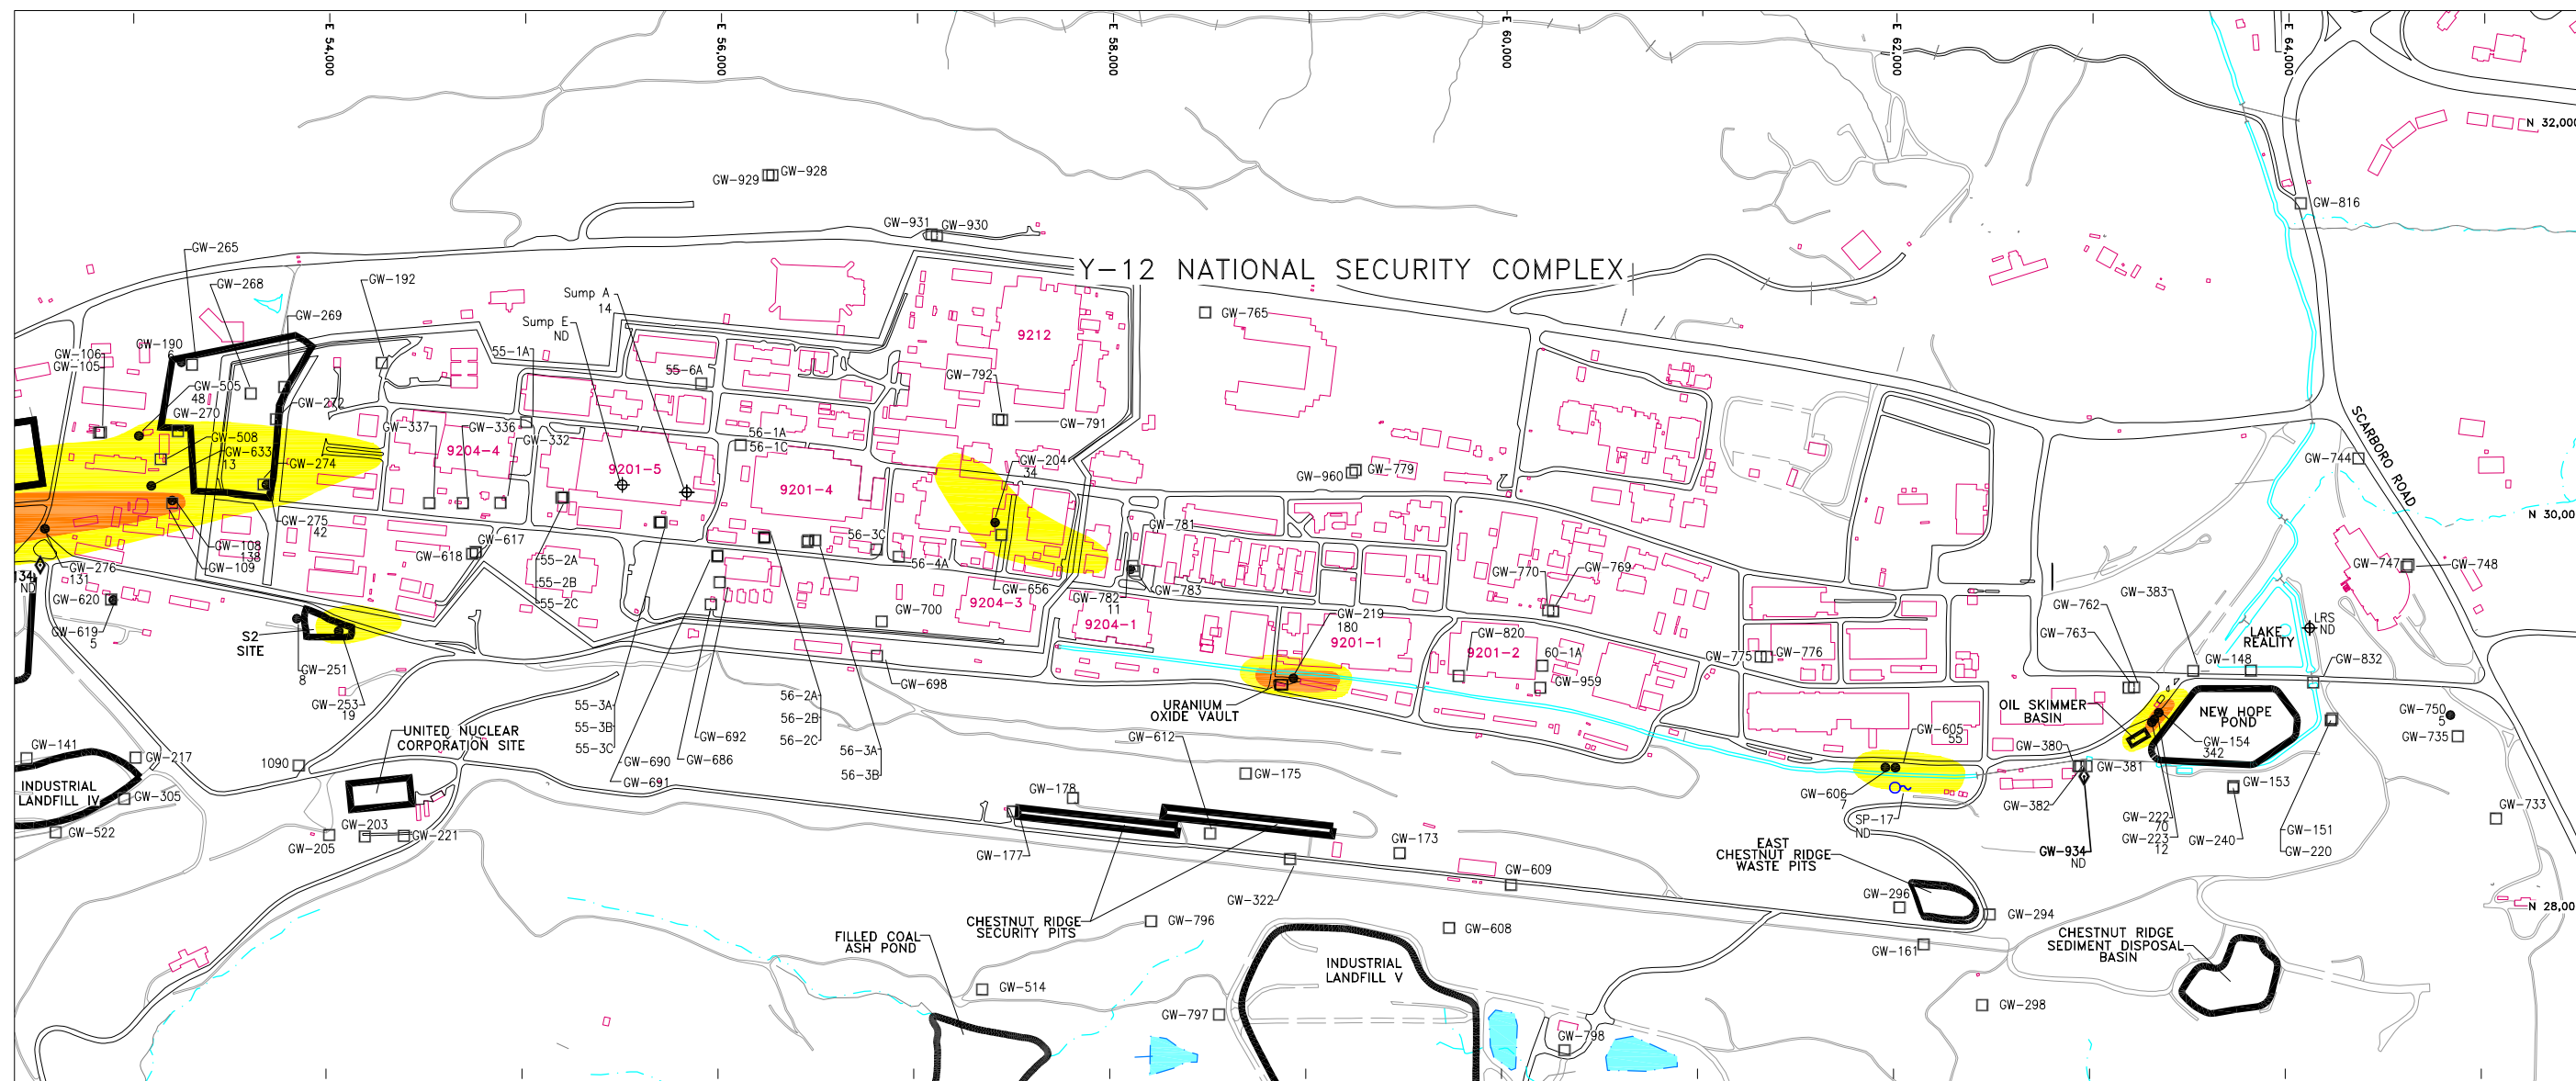 E 54,000
E 56,000
E 58,000
E 60,000
E 62,000
E 64,000
N 32,000
GW-929
GW-928
GW-816
GW-931
GW-930
GW-265
Y-12 NATIONAL SECURITY COMPLEX
GW-268
GW-192
Sump A
14
GW-269
Sump E
ND
GW-765
9212
GW-190
6
GW-106
GW-105
55-1A
55-6A
GW-792
GW-505
48
GW-272
GW-270
GW-337
GW-336
GW-332
GW-791
56-1A
56-1C
SCARBORO ROAD
GW-508
GW-633
13
GW-274
9204-4
9201-5
9201-4
GW-204
34
GW-960
GW-779
GW-744
N 30,00
GW-275
42
GW-781
GW-108
138
GW-109
GW-618
GW-617
55-2A
55-2B
55-2C
56-3C
56-4A
GW-276
131
134
ND
GW-620
GW-619
5
GW-656
GW-782
11
GW-783
GW-770
GW-769
GW-747
GW-748
GW-383
GW-762
GW-763
9204-3
9204-1
GW-700
GW-219
180
9201-1
9201-2
GW-820
60-1A
GW-959
GW-775
GW-776
LRS
ND
LAKE
REALITY
S2
SITE
GW-251
8
GW-253
19
GW-698
GW-148
GW-832
URANIUM
OXIDE VAULT
55-3A
55-3B
55-3C
56-2A
56-2B
56-2C
OIL SKIMMER
BASIN
NEW HOPE
POND
GW-750
5
GW-735
UNITED NUCLEAR
CORPORATION SITE
GW-692
GW-686
GW-690
GW-691
56-3A
56-3B
GW-612
GW-605
55
GW-154
342
GW-141
GW-217
1090
GW-175
GW-380
GW-381
GW-153
INDUSTRIAL
LANDFILL IV
GW-305
GW-178
GW-606
7
GW-382
GW-522
GW-203
GW-205
GW-221
SP-17
ND
GW-222
70
GW-223
12
GW-240
GW-151
GW-220
GW-733
GW-177
GW-173
EAST
CHESTNUT RIDGE
WASTE PITS
GW-934
ND
GW-609
GW-322
GW-296
GW-294
N 28,00
CHESTNUT RIDGE
SECURITY PITS
GW-796
GW-608
FILLED COAL
ASH POND
GW-161
CHESTNUT RIDGE
SEDIMENT DISPOSAL
BASIN
INDUSTRIAL
LANDFILL V
GW-514
GW-797
GW-298
GW-798